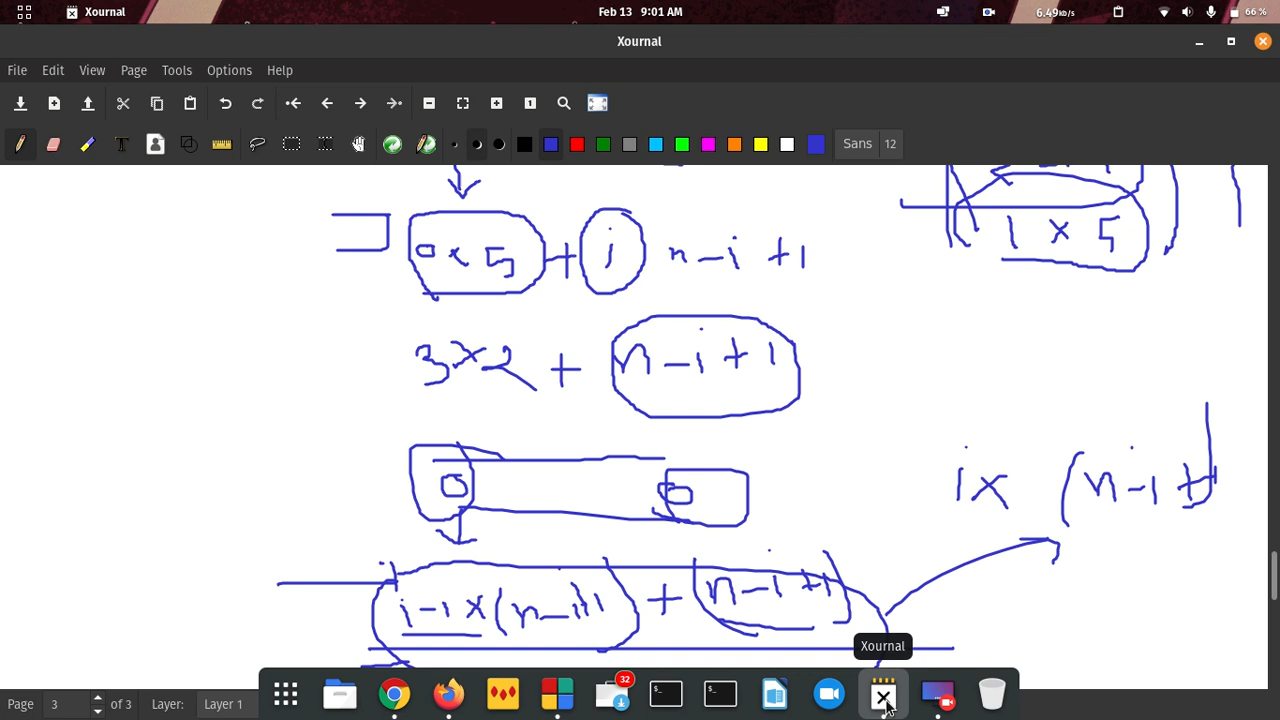 Xournal
Feb 13 9:01 AM
6.49kb/s
66 %
Xournal
File Edit View Page Tools Options Help
Sans 12
1 x 5
0 x 5 + i n-i+1
3x2 + n-i+1
i x (n-i+1
i-1 x (n-i+1) + (n-i+1)
Xournal
32
Page 3 of 3 Layer: Layer 1